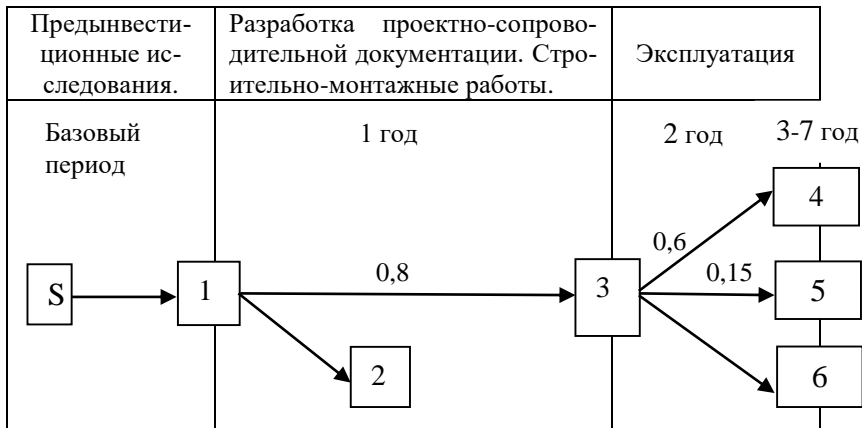 Предынвести-
ционные ис-
следования.
Разработка проектно-сопрово-
дительной документации. Стро-
ительно-монтажные работы.
Эксплуатация
Базовый
период
1 год
2 год
3-7 год
4
0,6
S
1
0,8
3
0,15
5
2
6